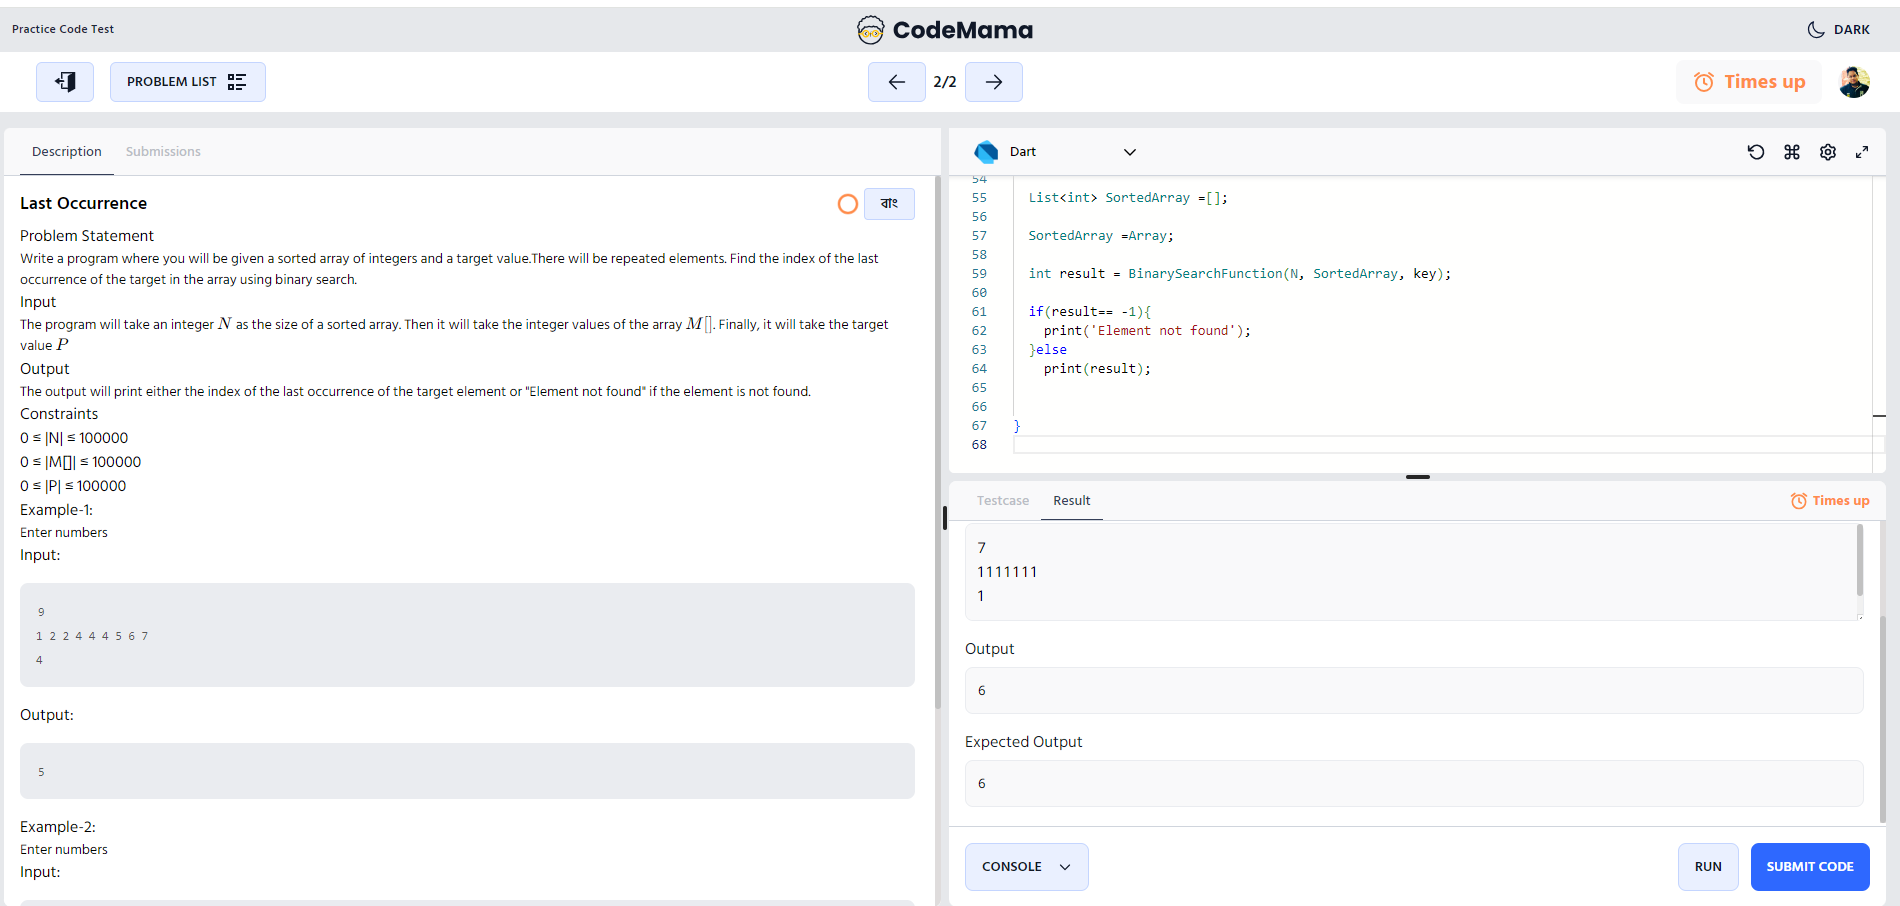 Practice Code Test
CodeMama
DARK
PROBLEM LIST
2/2
Times up
Description
Submissions
Last Occurrence
বাং
Problem Statement
Write a program where you will be given a sorted array of integers and a target value.There will be repeated elements. Find the index of the last
occurrence of the target in the array using binary search.
Input
The program will take an integer N as the size of a sorted array. Then it will take the integer values of the array M[]. Finally, it will take the target
value P
Output
The output will print either the index of the last occurrence of the target element or "Element not found" if the element is not found.
Constraints
0 ≤ |N| ≤ 100000
0 ≤ |M[]| ≤ 100000
0 ≤ |P| ≤ 100000
Example-1:
Enter numbers
Input:
9
1 2 2 4 4 4 5 6 7
4
Output:
5
Example-2:
Enter numbers
Input:
Dart
54
55 List<int> SortedArray =[];
56
57 SortedArray =Array;
58
59 int result = BinarySearchFunction(N, SortedArray, key);
60
61 if(result== -1){
62 print('Element not found');
63 }else
64 print(result);
65
66
67 }
68
Testcase
Result
Times up
7
1111111
1
Output
6
Expected Output
6
CONSOLE
RUN
SUBMIT CODE